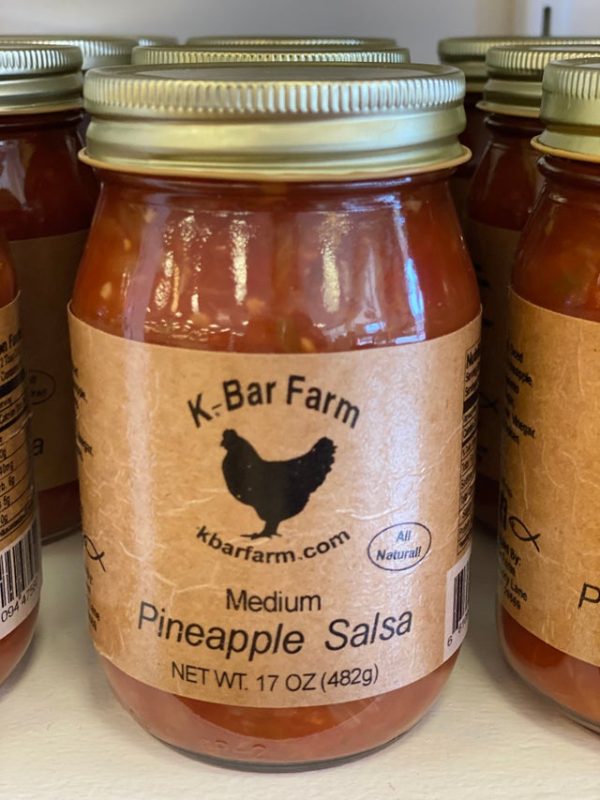 K-Bar Farm
kbarfarm.com
All
Natural!
Medium
Pineapple Salsa
NET WT. 17 OZ (482g)